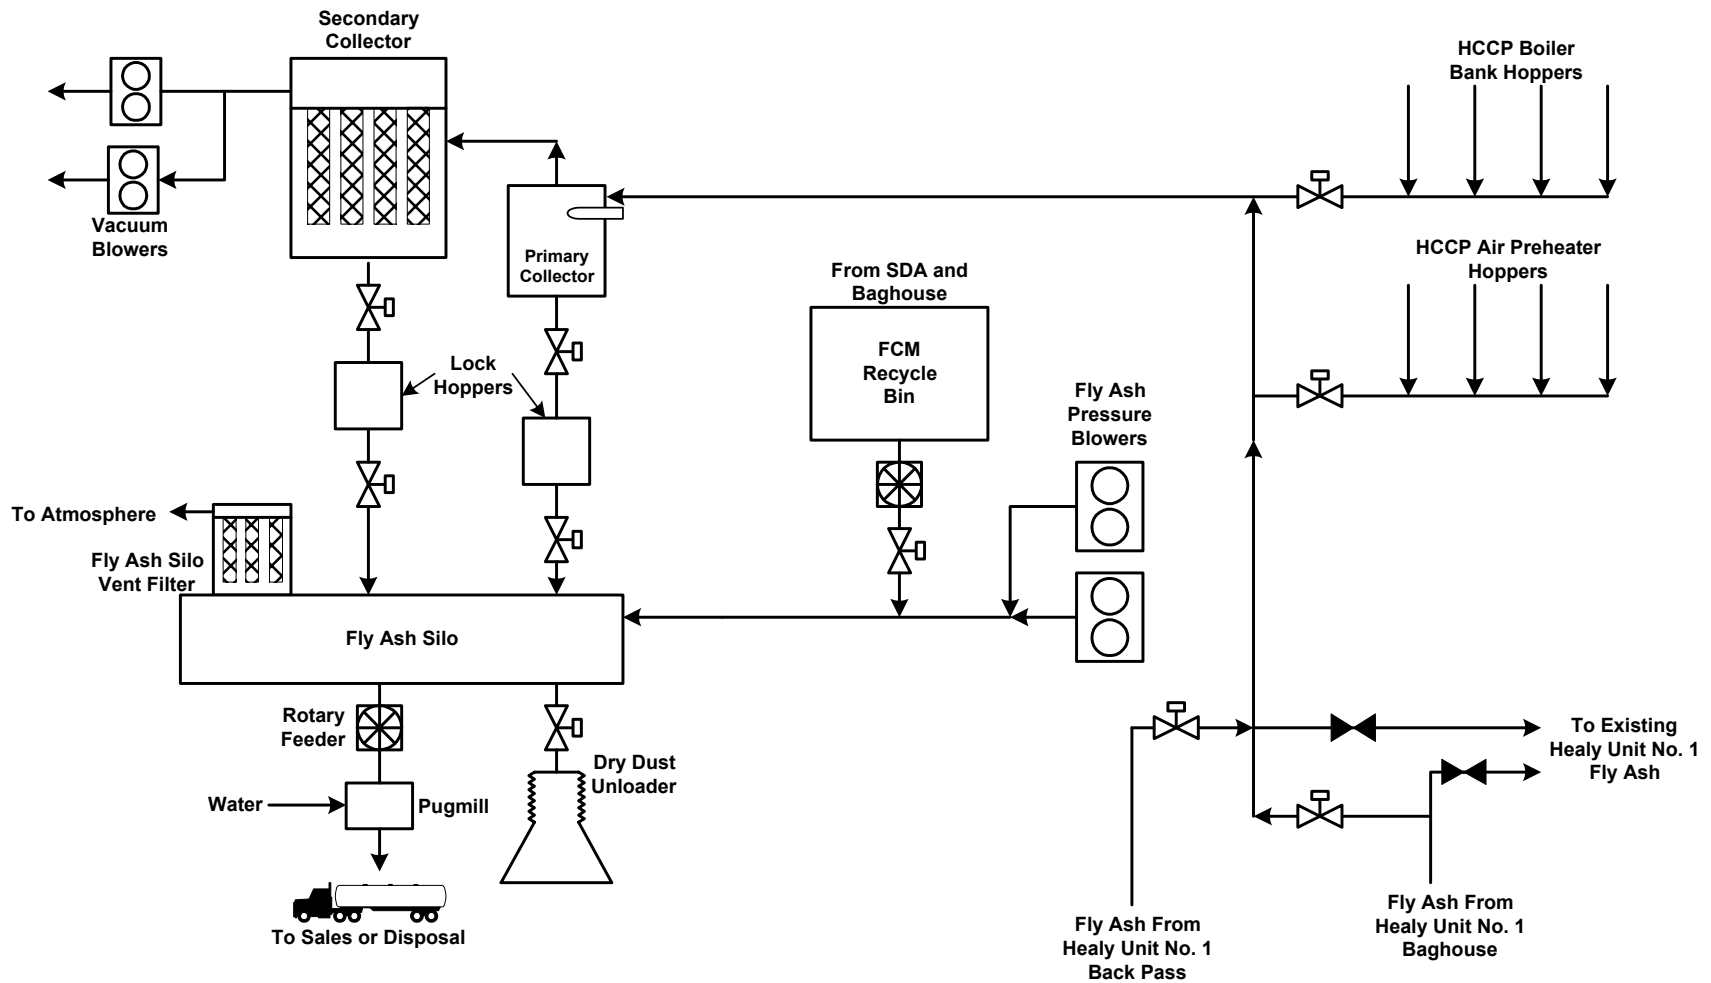 Secondary
Collector
HCCP Boiler
Bank Hoppers
Vacuum
Blowers
Primary
Collector
HCCP Air Preheater
Hoppers
From SDA and
Baghouse
FCM
Recycle
Bin
Lock
Hoppers
Fly Ash
Pressure
Blowers
To Atmosphere
Fly Ash Silo
Vent Filter
Fly Ash Silo
Rotary
Feeder
Dry Dust
Unloader
Water
Pugmill
To Sales or Disposal
To Existing
Healy Unit No. 1
Fly Ash
Fly Ash From
Healy Unit No. 1
Back Pass
Fly Ash From
Healy Unit No. 1
Baghouse